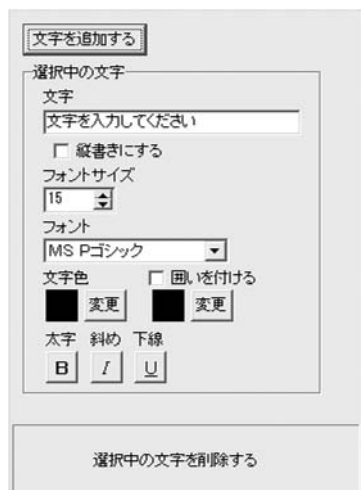 文字を追加する
選択中の文字
文字
文字を入力してください
縦書きにする
フォントサイズ
15
フォント
MS Pゴシック
文字色 囲いを付ける
変更 変更
太字 斜め 下線
B I U
選択中の文字を削除する